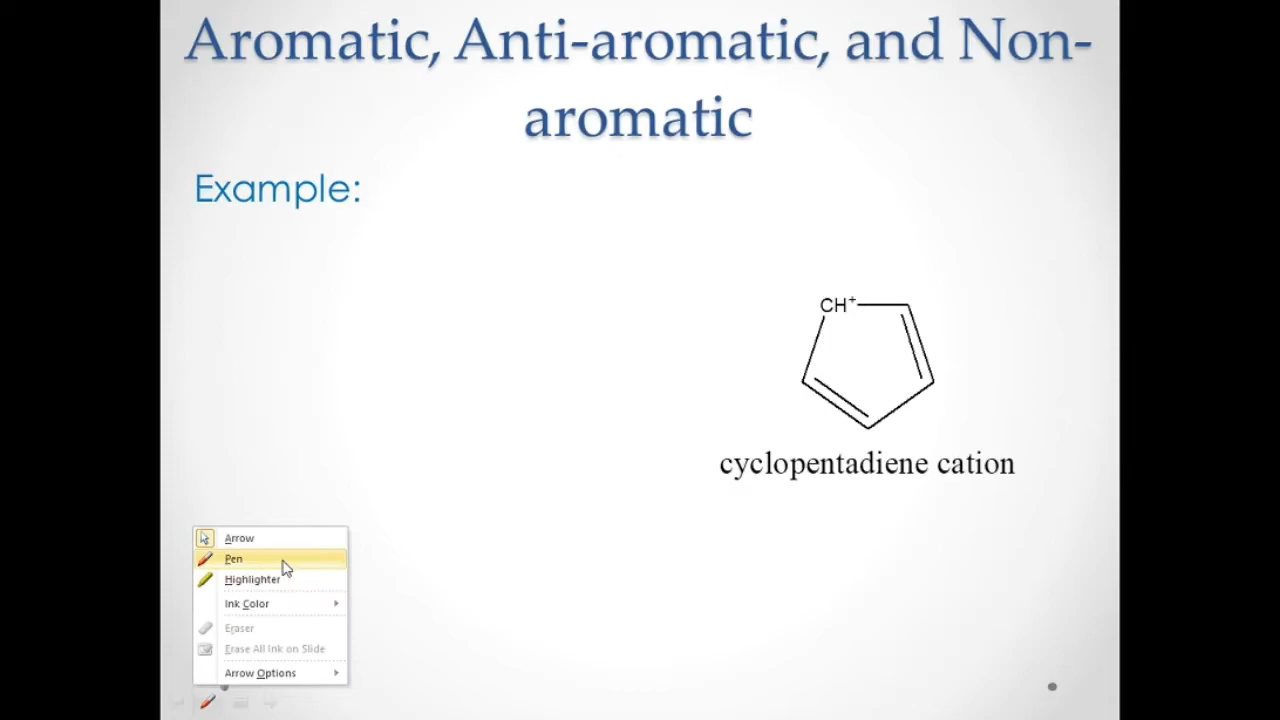 Aromatic, Anti-aromatic, and Non-
aromatic
Example:
CH⁺
cyclopentadiene cation
Arrow
Pen
Highlighter
Ink Color
Eraser
Erase All Ink on Slide
Arrow Options